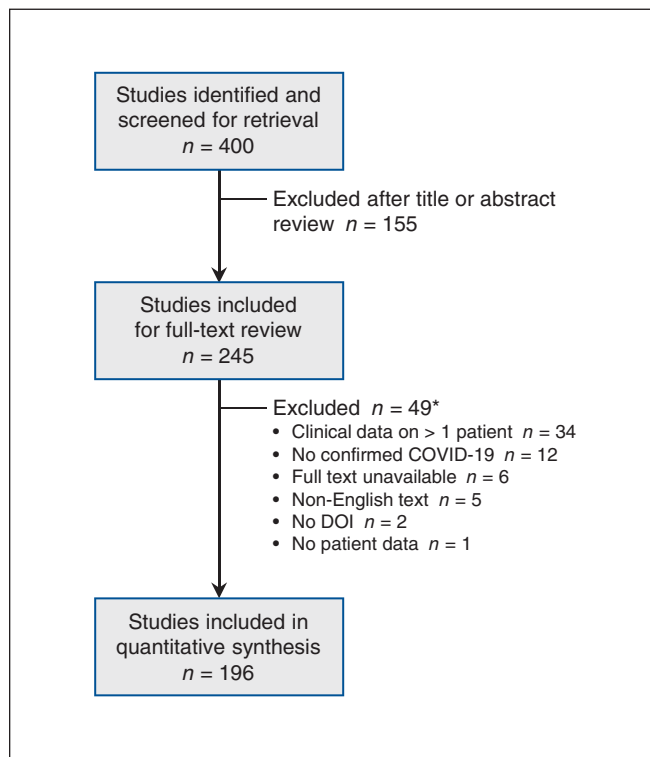 Studies identified and
screened for retrieval
n = 400
Excluded after title or abstract
review n = 155
Studies included
for full-text review
n = 245
Excluded n = 49*
• Clinical data on > 1 patient n = 34
• No confirmed COVID-19 n = 12
• Full text unavailable n = 6
• Non-English text n = 5
• No DOI n = 2
• No patient data n = 1
Studies included in
quantitative synthesis
n = 196